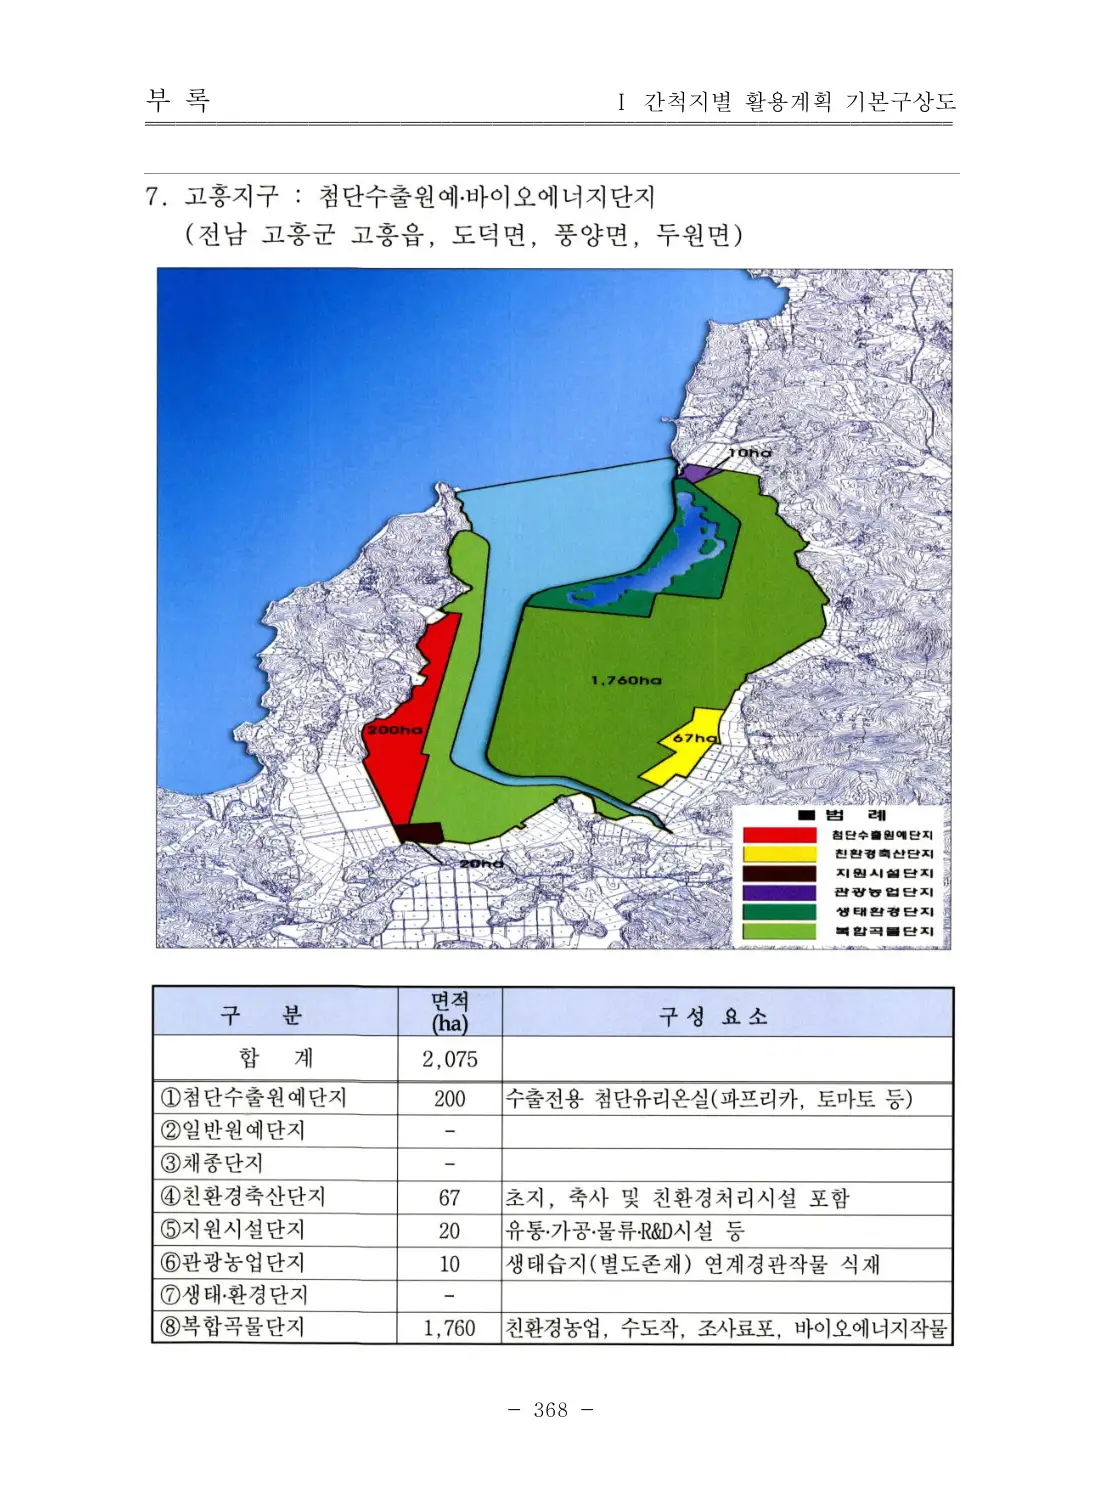 부 록
Ⅰ 간척지별 활용계획 기본구상도
7. 고흥지구 : 첨단수출원예·바이오에너지단지
(전남 고흥군 고흥읍, 도덕면, 풍양면, 두원면)
10ha
1,760ha
200ha
67ha
20ha
■ 범 례
첨단수출원예단지
친환경축산단지
지원시설단지
관광농업단지
생태환경단지
복합곡물단지
구 분 면적(ha) 구성 요소
합 계 2,075
①첨단수출원예단지 200 수출전용 첨단유리온실(파프리카, 토마토 등)
②일반원예단지 -
③채종단지 -
④친환경축산단지 67 초지, 축사 및 친환경처리시설 포함
⑤지원시설단지 20 유통·가공·물류·R&D시설 등
⑥관광농업단지 10 생태습지(별도존재) 연계경관작물 식재
⑦생태·환경단지 -
⑧복합곡물단지 1,760 친환경농업, 수도작, 조사료포, 바이오에너지작물
- 368 -